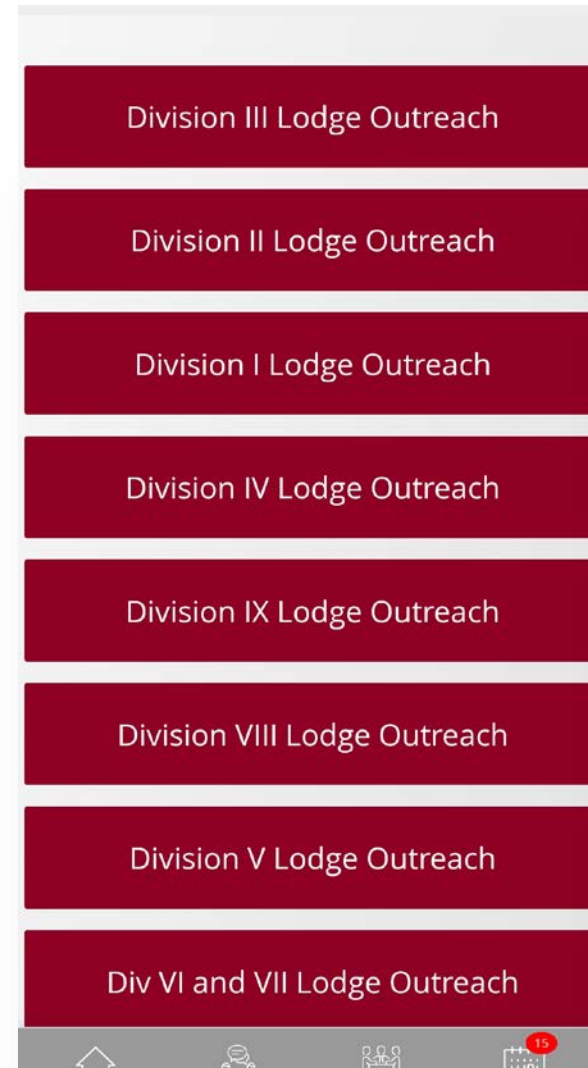 Division III Lodge Outreach
Division II Lodge Outreach
Division I Lodge Outreach
Division IV Lodge Outreach
Division IX Lodge Outreach
Division VIII Lodge Outreach
Division V Lodge Outreach
Div VI and VII Lodge Outreach
15